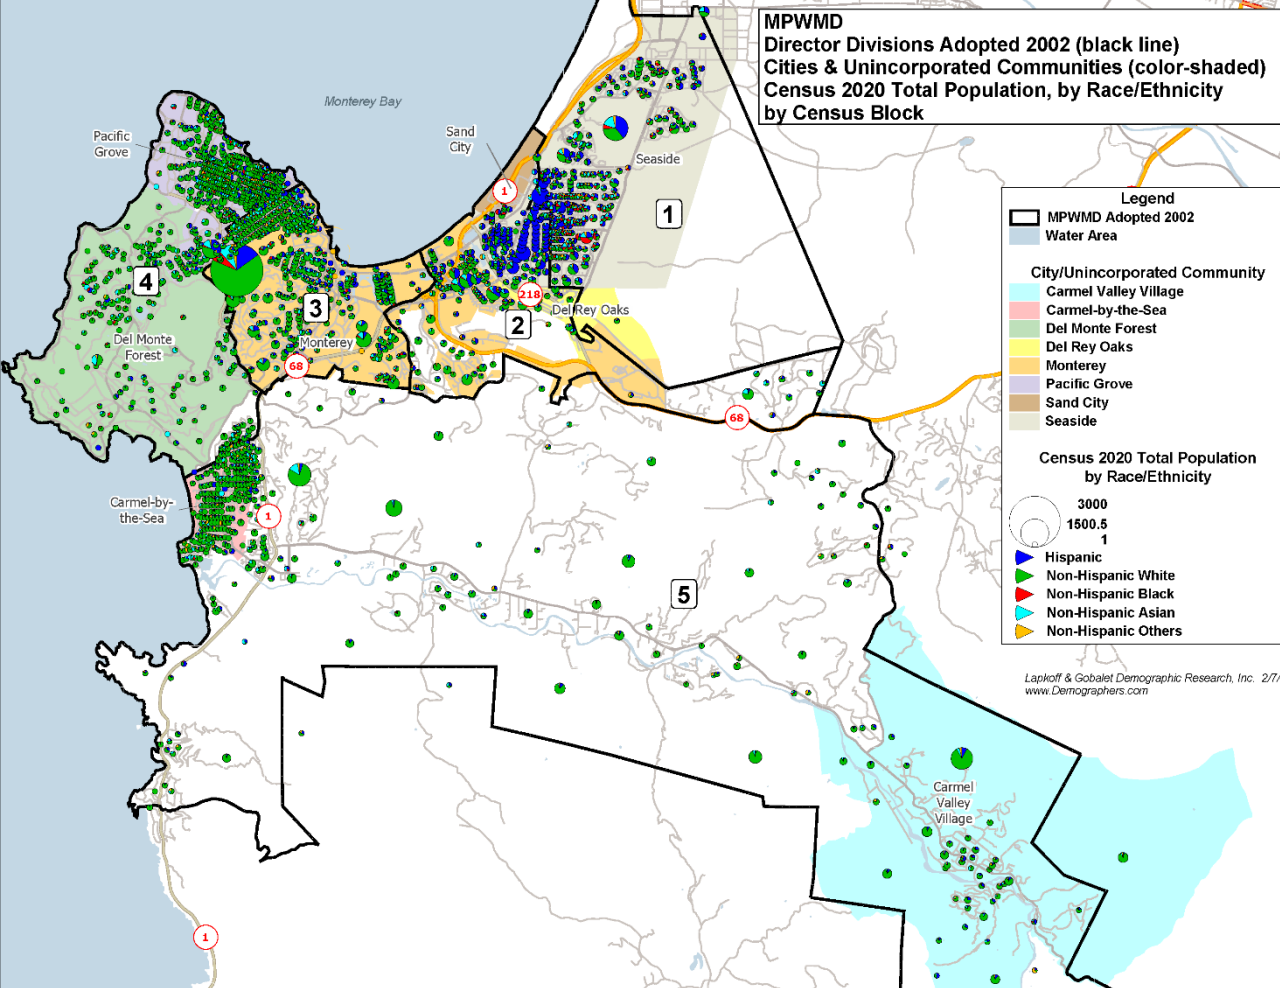 MPWMD
Director Divisions Adopted 2002 (black line)
Cities & Unincorporated Communities (color-shaded)
Census 2020 Total Population, by Race/Ethnicity
by Census Block
Monterey Bay
Pacific
Grove
Sand
City
Seaside
1
1
4
3
2
218
Del Rey Oaks
Del Monte
Forest
Monterey
68
68
Carmel-by-
the-Sea
1
5
Carmel
Valley
Village
1
Legend
MPWMD Adopted 2002
Water Area
City/Unincorporated Community
Carmel Valley Village
Carmel-by-the-Sea
Del Monte Forest
Del Rey Oaks
Monterey
Pacific Grove
Sand City
Seaside
Census 2020 Total Population
by Race/Ethnicity
3000
1500.5
1
Hispanic
Non-Hispanic White
Non-Hispanic Black
Non-Hispanic Asian
Non-Hispanic Others
Lapkoff & Gobalet Demographic Research, Inc. 2/7/
www.Demographers.com